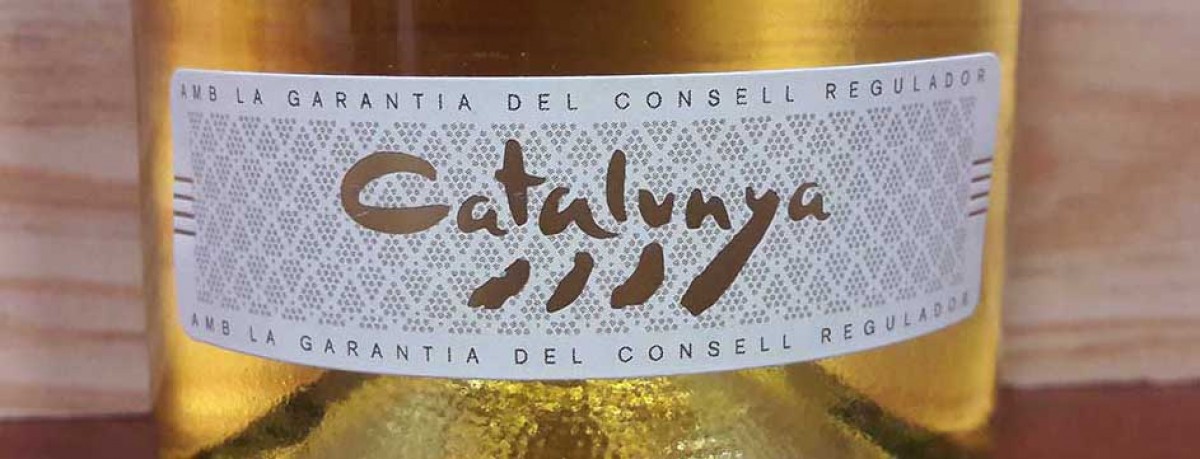 AMB LA GARANTIA DEL CONSELL REGULADOR
Catalunya
AMB LA GARANTIA DEL CONSELL REGULADOR